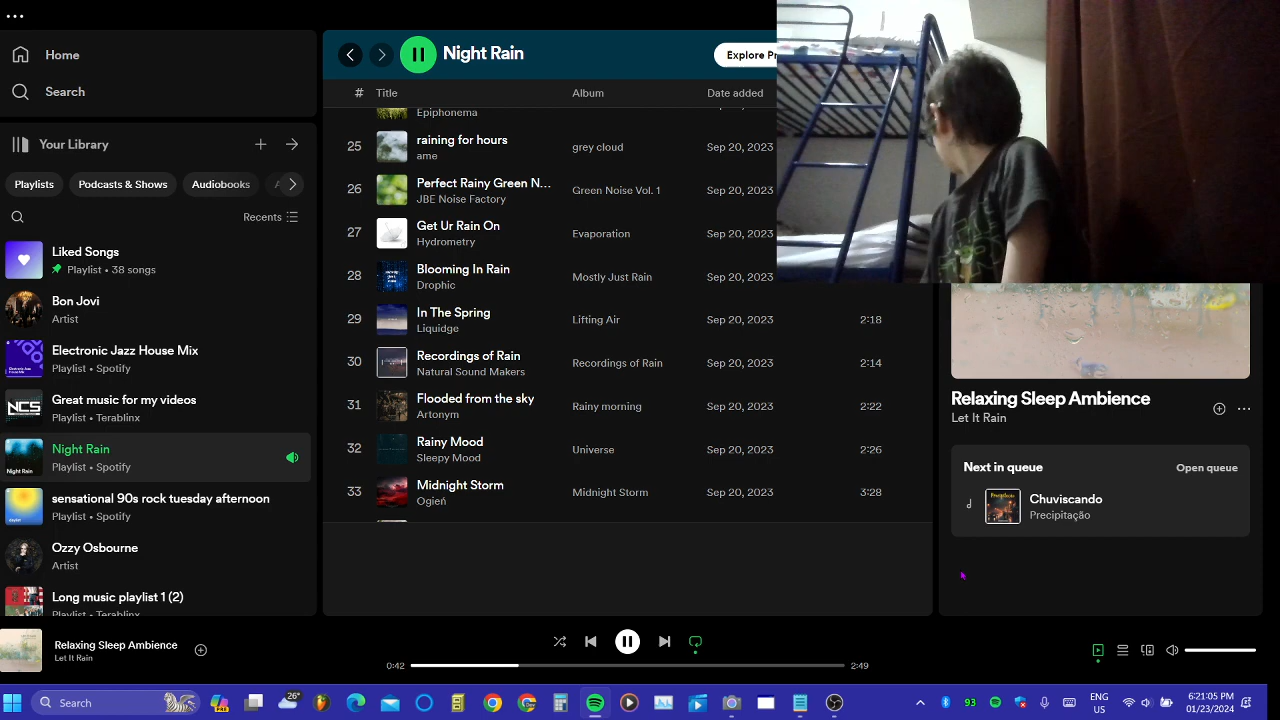 Home
Search
Your Library
Playlists
Podcasts & Shows
Audiobooks
Recents
Liked Songs
Playlist • 38 songs
Bon Jovi
Artist
Electronic Jazz House Mix
Playlist • Spotify
NCS
Great music for my videos
Playlist • Terablinx
Night Rain
Night Rain
Playlist • Spotify
sensational 90s rock tuesday afternoon
Playlist • Spotify
Ozzy Osbourne
Artist
Long music playlist 1 (2)
Playlist • Terablinx
Night Rain
Explore Pr
# Title Album Date added
Epiphonema
25 raining for hours grey cloud Sep 20, 2023
ame
26 Perfect Rainy Green N... Green Noise Vol. 1 Sep 20, 2023
JBE Noise Factory
27 Get Ur Rain On Evaporation Sep 20, 2023
Hydrometry
28 Blooming In Rain Mostly Just Rain Sep 20, 2023
Drophic
29 In The Spring Lifting Air Sep 20, 2023 2:18
Liquidge
30 Recordings of Rain Recordings of Rain Sep 20, 2023 2:14
Natural Sound Makers
31 Flooded from the sky Rainy morning Sep 20, 2023 2:22
Artonym
32 Rainy Mood Universe Sep 20, 2023 2:26
Sleepy Mood
33 Midnight Storm Midnight Storm Sep 20, 2023 3:28
Ogień
Relaxing Sleep Ambience
Let It Rain
Next in queue Open queue
Chuviscando
Precipitação
Relaxing Sleep Ambience
Let It Rain
0:42 2:49
Search
26°
93
ENG
US
6:21:05 PM
01/23/2024